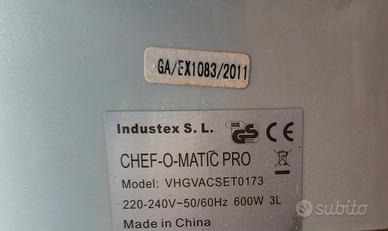 GA/EX1083/2011
Industex S.L.
CHEF-O-MATIC PRO
Model: VHGVACSET0173
220-240V~50/60Hz 600W 3L
Made in China
subito